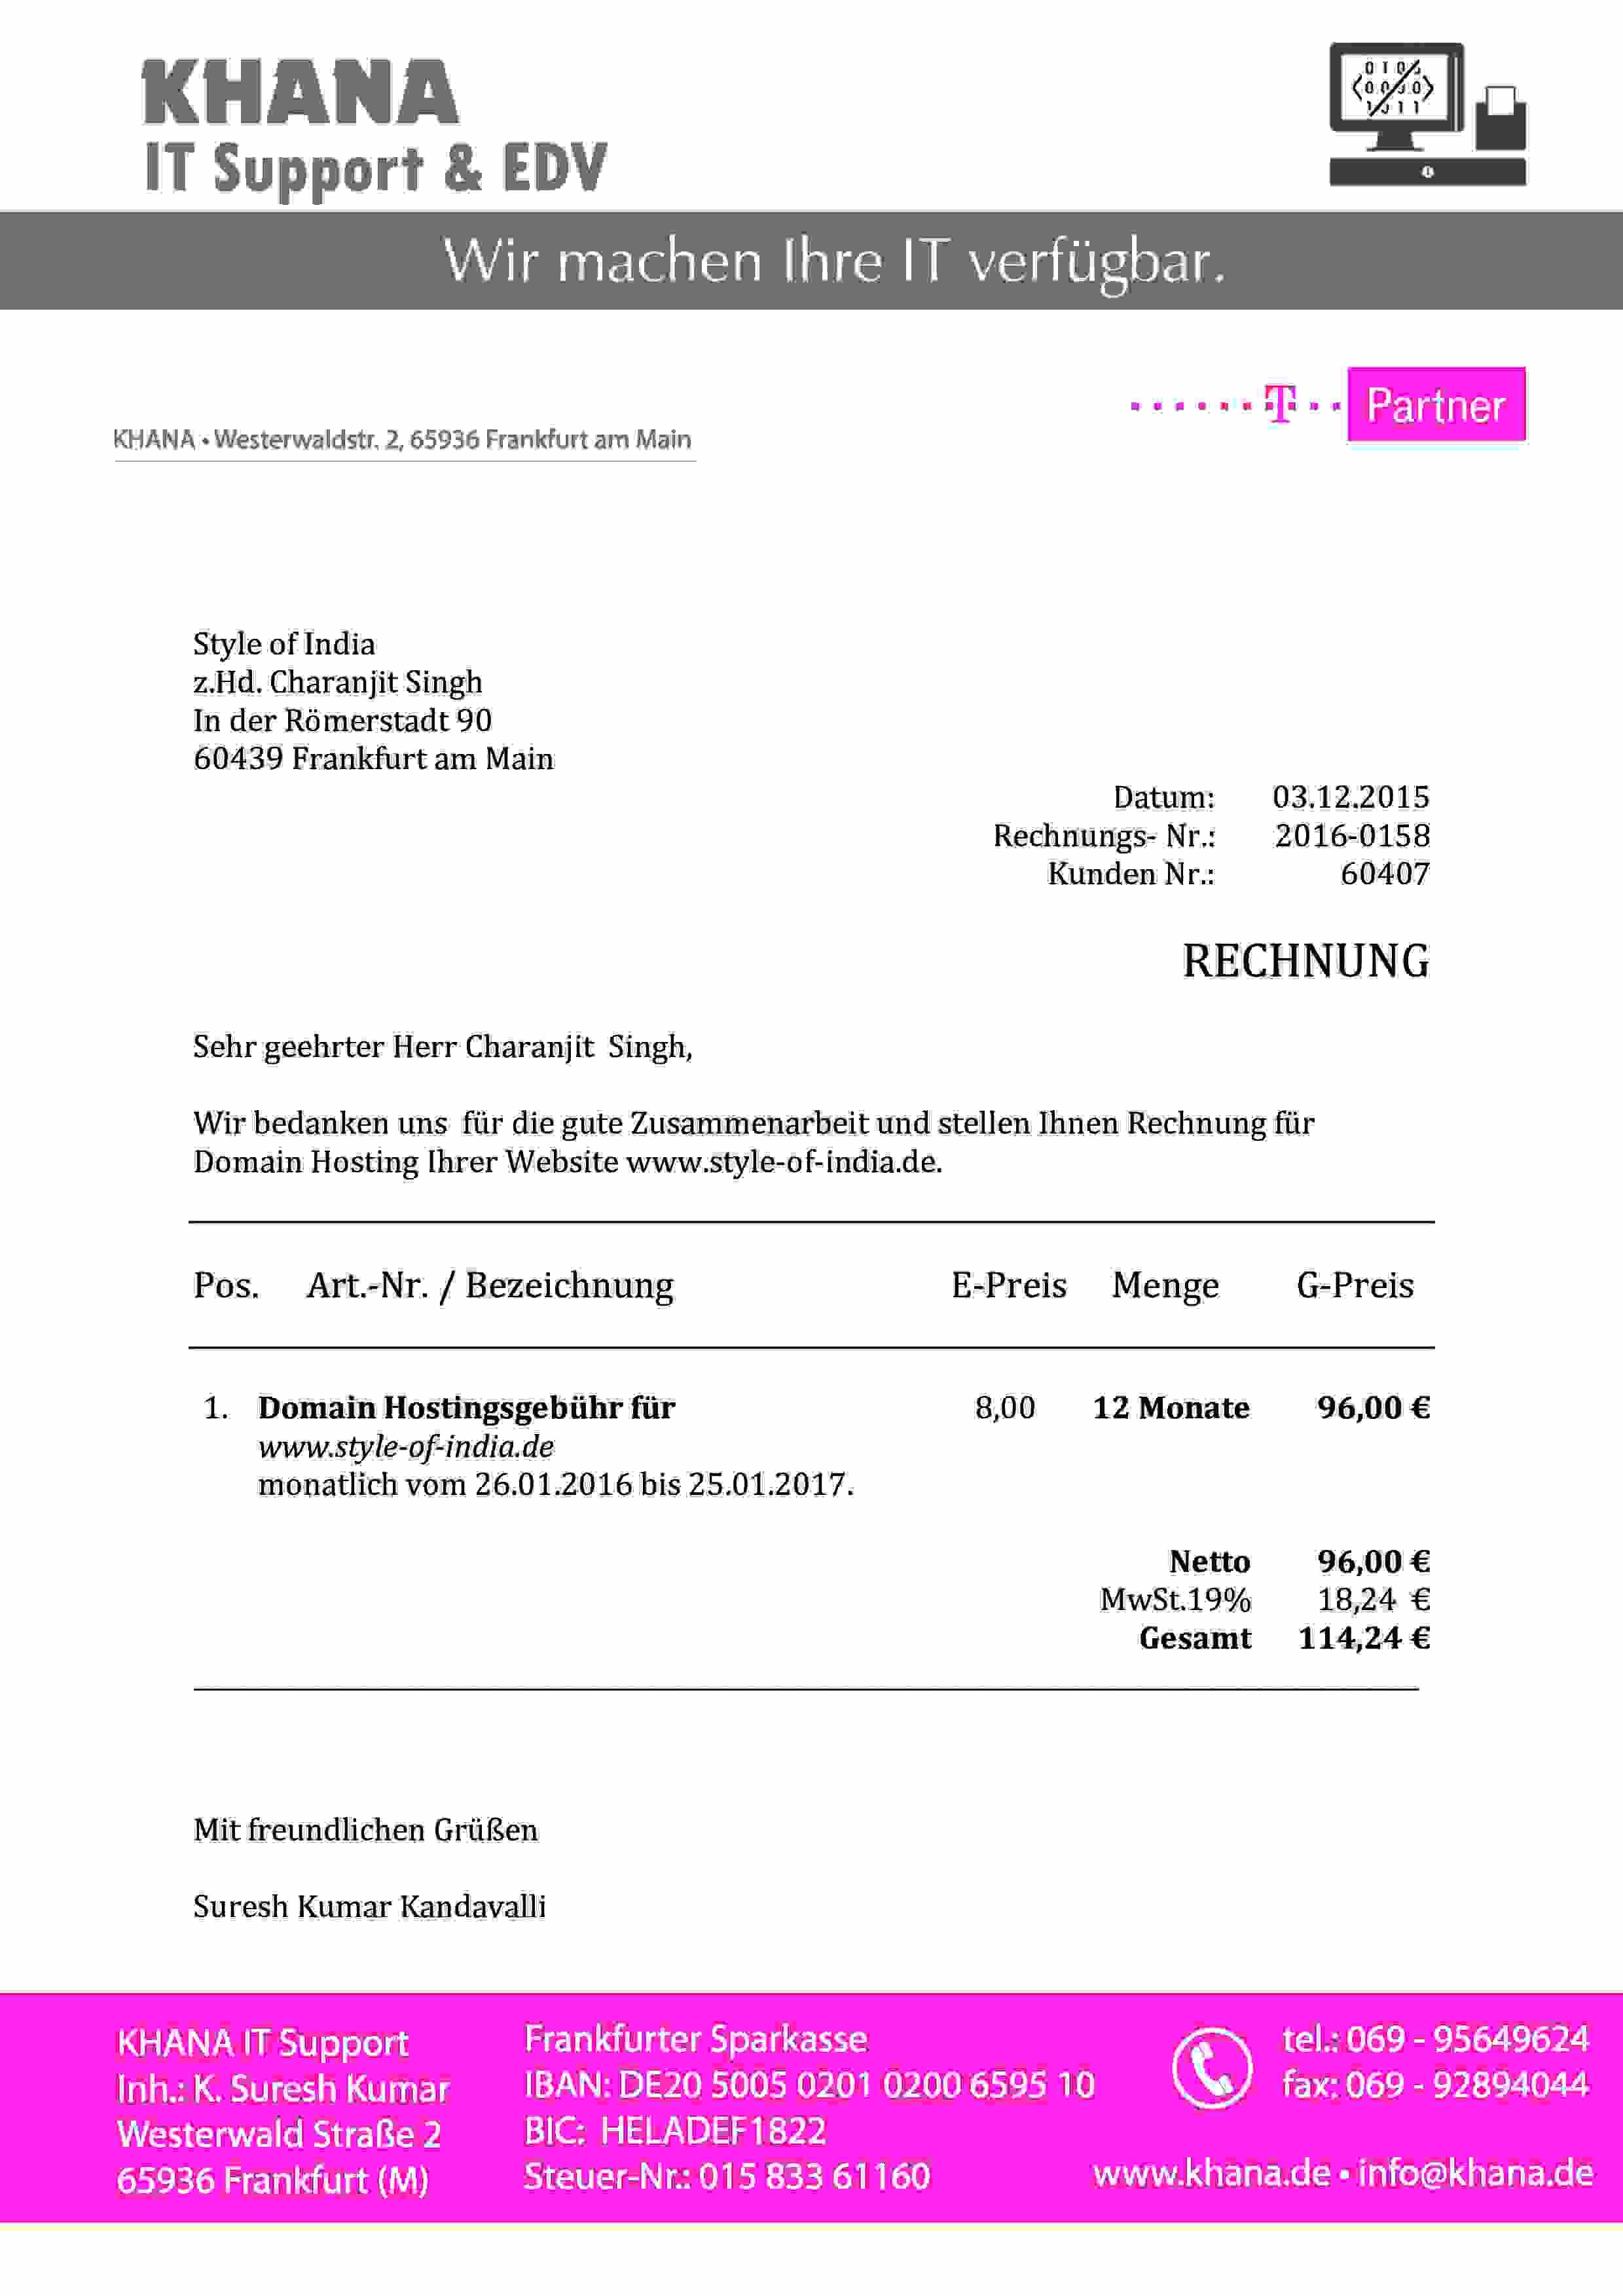 KHANA
IT Support & EDV
Wir machen Ihre IT verfügbar.
T Partner
KHANA • Westerwaldstr. 2, 65936 Frankfurt am Main
Style of India
z.Hd. Charanjit Singh
In der Römerstadt 90
60439 Frankfurt am Main
Datum: 03.12.2015
Rechnungs- Nr.: 2016-0158
Kunden Nr.: 60407
RECHNUNG
Sehr geehrter Herr Charanjit Singh,
Wir bedanken uns für die gute Zusammenarbeit und stellen Ihnen Rechnung für
Domain Hosting Ihrer Website www.style-of-india.de.
Pos. Art.-Nr. / Bezeichnung E-Preis Menge G-Preis
1. Domain Hostingsgebühr für 8,00 12 Monate 96,00 €
www.style-of-india.de
monatlich vom 26.01.2016 bis 25.01.2017.
Netto 96,00 €
MwSt.19% 18,24 €
Gesamt 114,24 €
Mit freundlichen Grüßen
Suresh Kumar Kandavalli
KHANA IT Support
Inh.: K. Suresh Kumar
Westerwald Straße 2
65936 Frankfurt (M)
Frankfurter Sparkasse
IBAN: DE20 5005 0201 0200 6595 10
BIC: HELADEF1822
Steuer-Nr.: 015 833 61160
tel.: 069 - 95649624
fax: 069 - 92894044
www.khana.de • info@khana.de